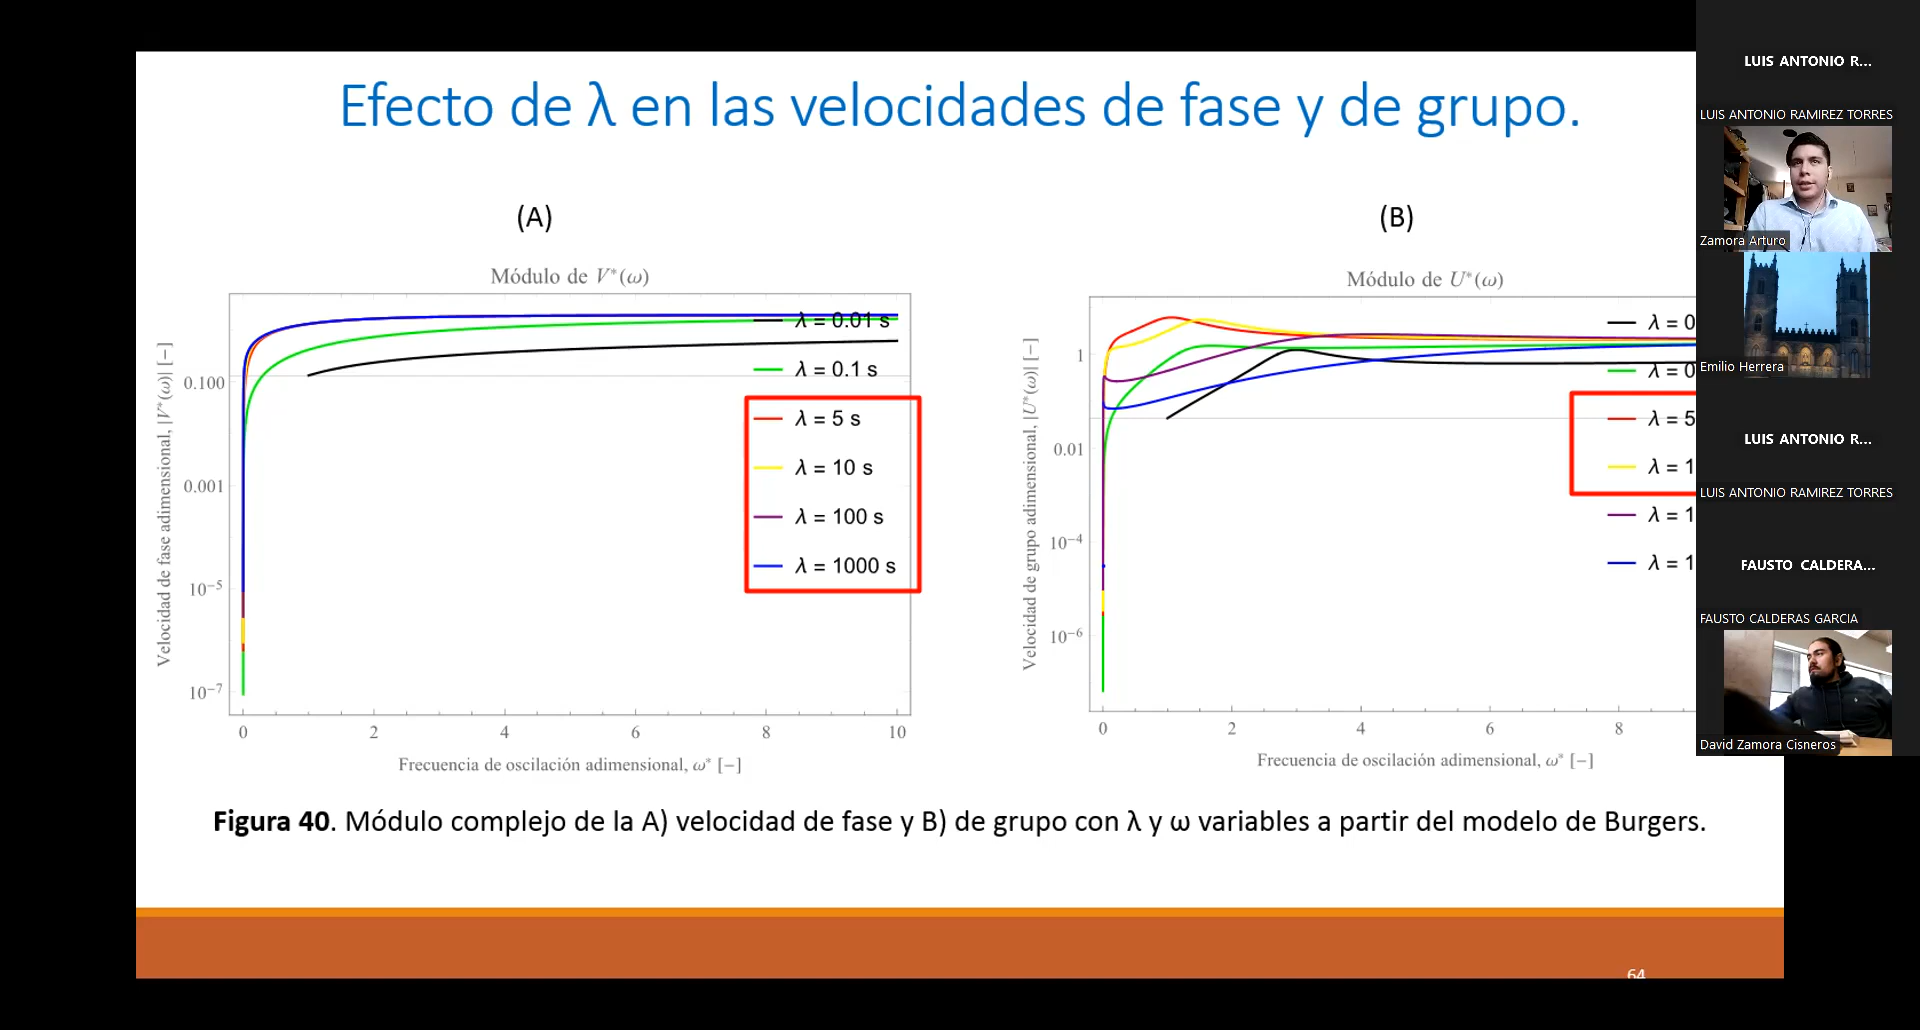 Efecto de λ en las velocidades de fase y de grupo.
(A)
Módulo de V*(ω)
Velocidad de fase adimensional, |V*(ω)| [−]
0.100
0.001
10⁻⁵
10⁻⁷
0 2 4 6 8 10
Frecuencia de oscilación adimensional, ω* [−]
λ = 0.01 s
λ = 0.1 s
λ = 5 s
λ = 10 s
λ = 100 s
λ = 1000 s
(B)
Módulo de U*(ω)
Velocidad de grupo adimensional, |U*(ω)| [−]
1
0.01
10⁻⁴
10⁻⁶
0 2 4 6 8
Frecuencia de oscilación adimensional, ω* [−]
λ = 0
λ = 0
λ = 5
λ = 1
λ = 1
λ = 1
Figura 40. Módulo complejo de la A) velocidad de fase y B) de grupo con λ y ω variables a partir del modelo de Burgers.
64
LUIS ANTONIO R...
LUIS ANTONIO RAMIREZ TORRES
Zamora Arturo
Emilio Herrera
LUIS ANTONIO R...
LUIS ANTONIO RAMIREZ TORRES
FAUSTO CALDERA...
FAUSTO CALDERAS GARCIA
David Zamora Cisneros